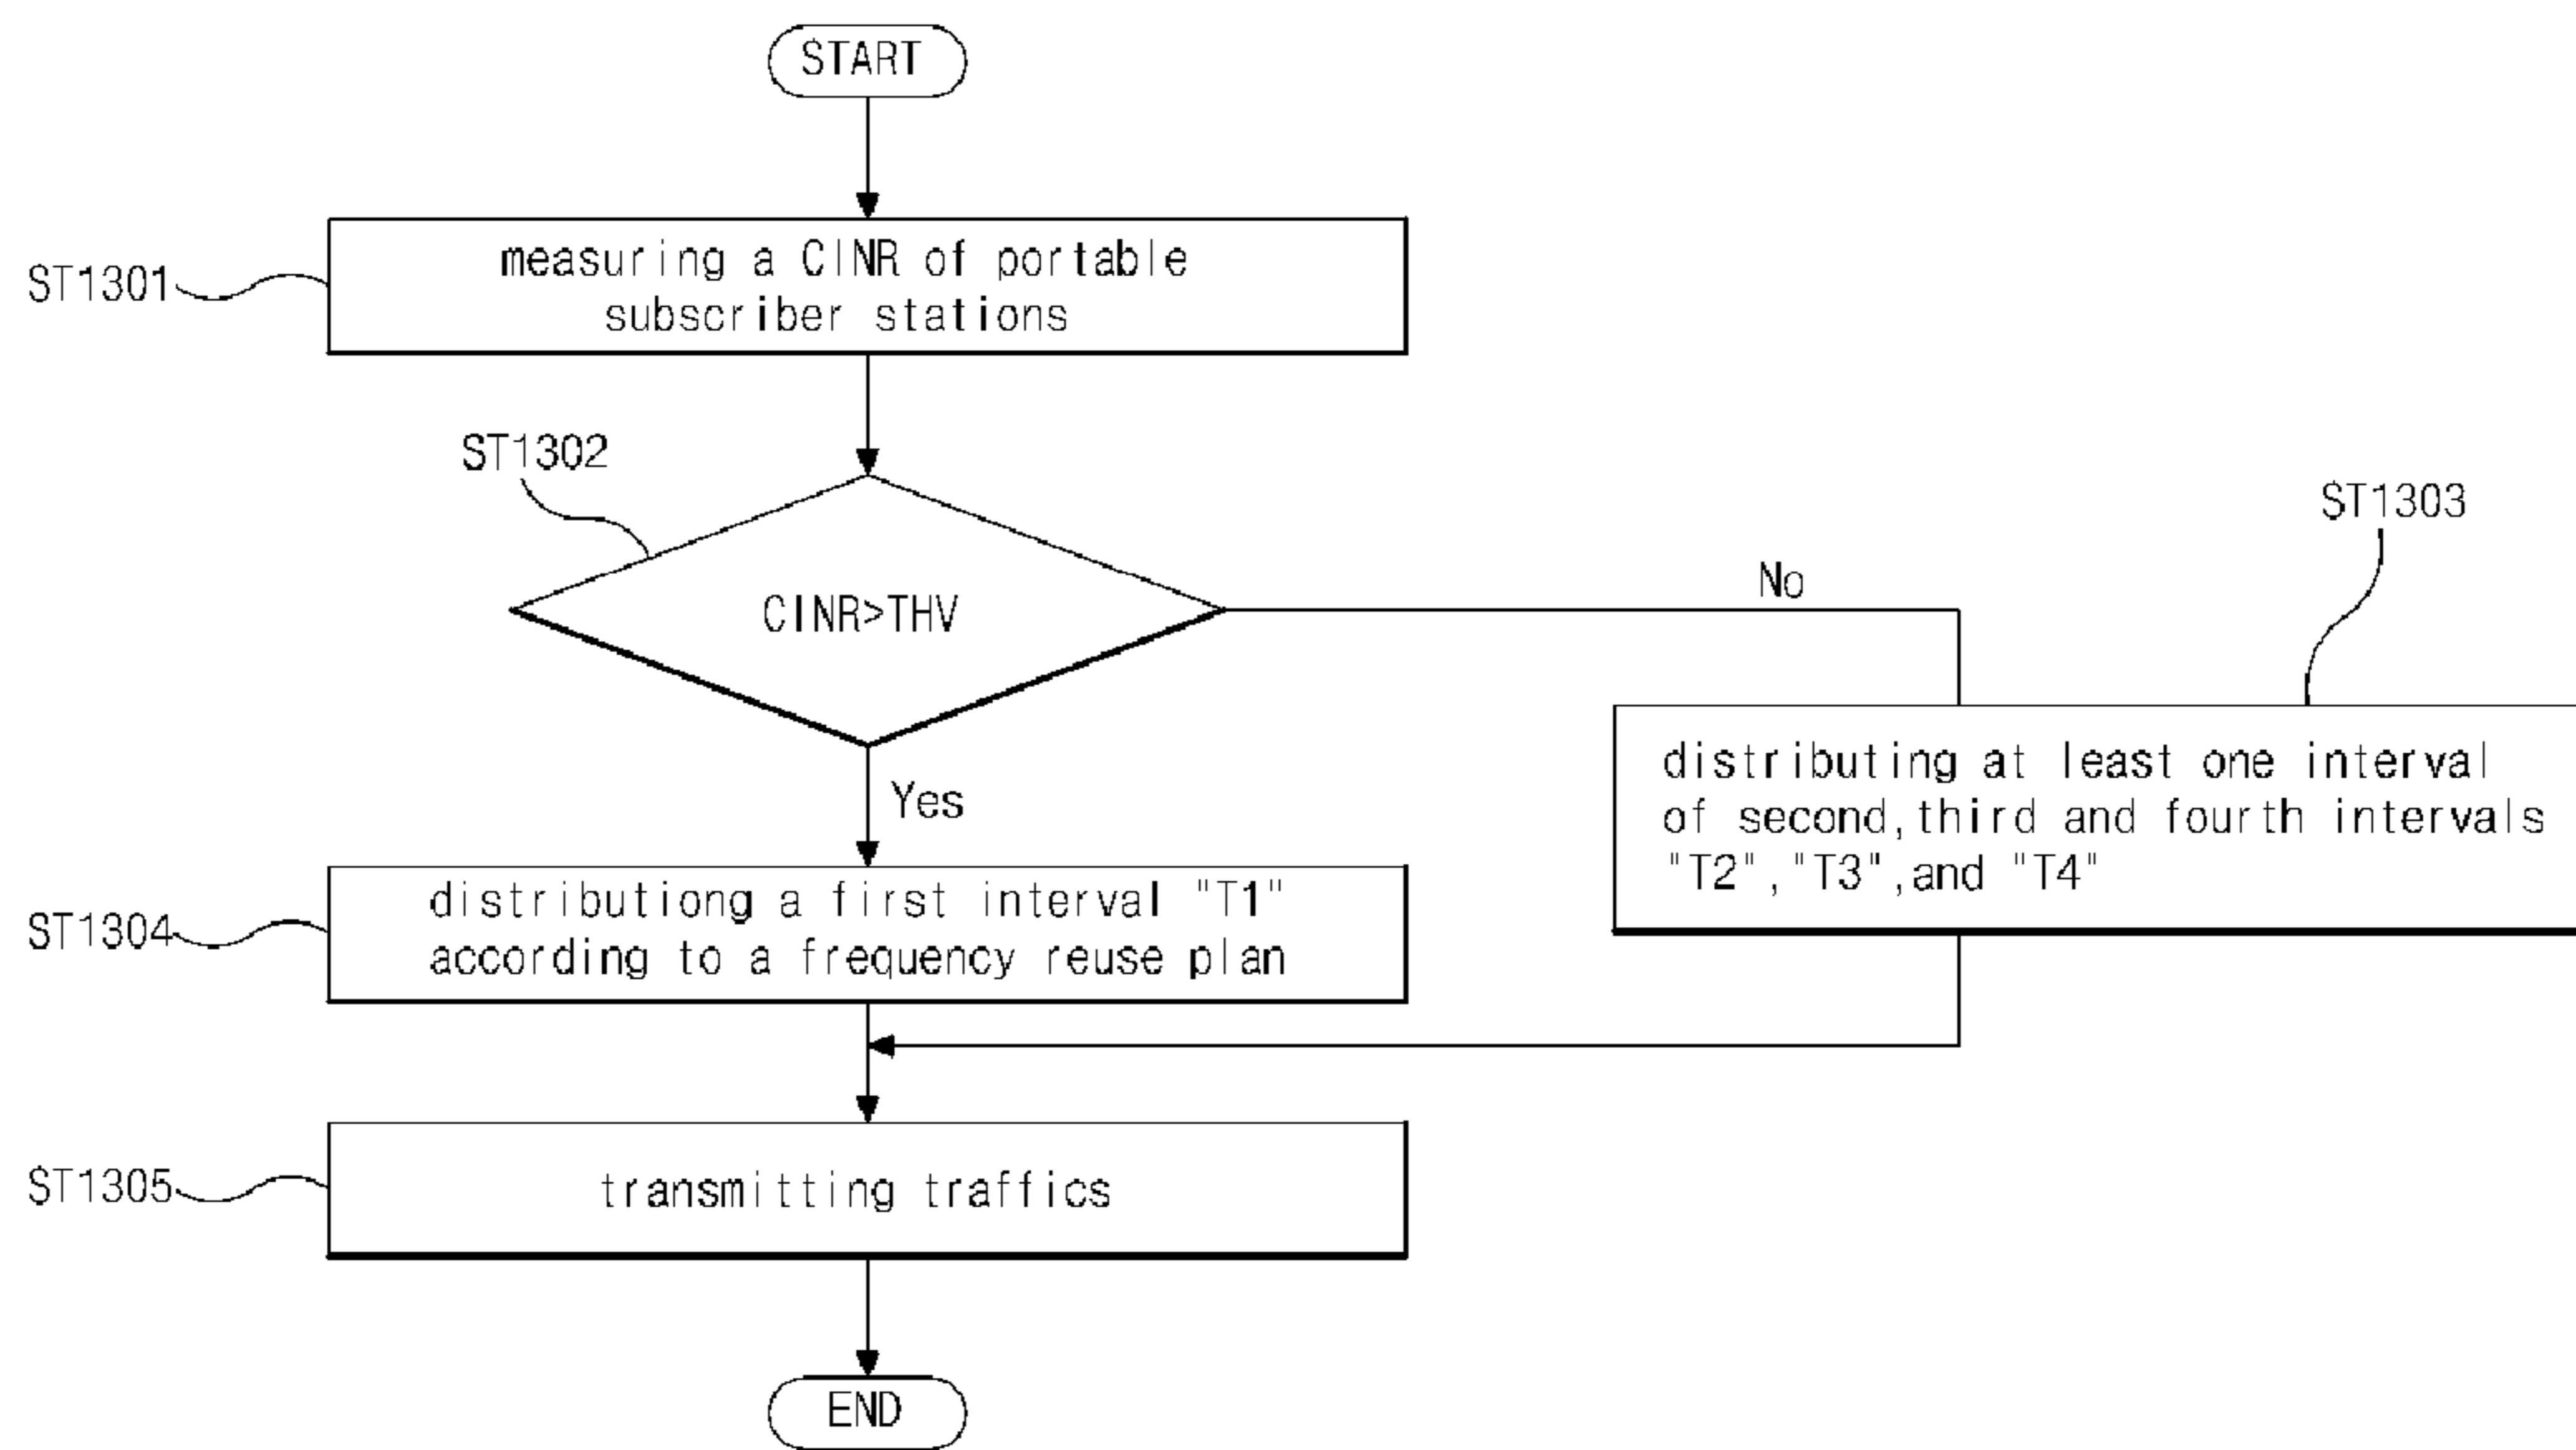 START
ST1301
measuring a CINR of portable
subscriber stations
ST1302
CINR>THV
No
Yes
ST1303
distributing at least one interval
of second,third and fourth intervals
"T2","T3",and "T4"
ST1304
distributiong a first interval "T1"
according to a frequency reuse plan
ST1305
transmitting traffics
END